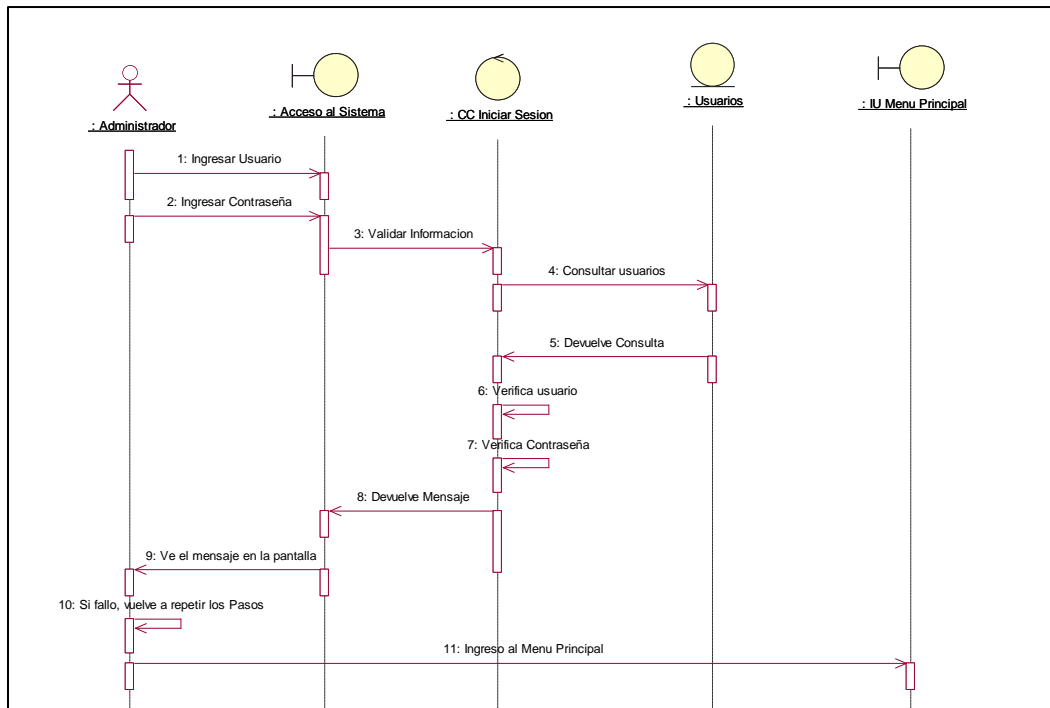 : Administrador
: Acceso al Sistema
: CC Iniciar Sesion
: Usuarios
: IU Menu Principal
1: Ingresar Usuario
2: Ingresar Contraseña
3: Validar Informacion
4: Consultar usuarios
5: Devuelve Consulta
6: Verifica usuario
7: Verifica Contraseña
8: Devuelve Mensaje
9: Ve el mensaje en la pantalla
10: Si fallo, vuelve a repetir los Pasos
11: Ingreso al Menu Principal